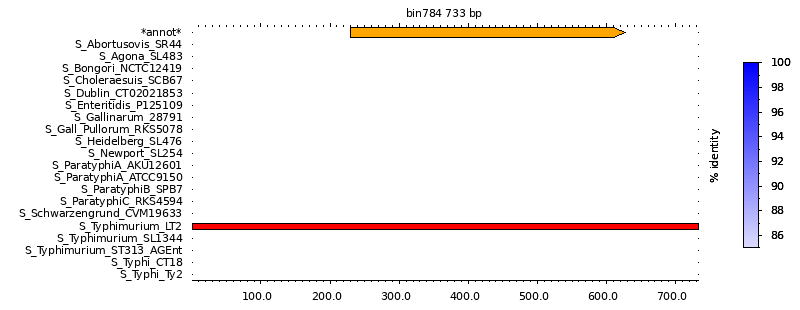 bin784 733 bp
*annot*
S_Abortusovis_SR44
S_Agona_SL483
S_Bongori_NCTC12419
S_Choleraesuis_SCB67
S_Dublin_CT02021853
S_Enteritidis_P125109
S_Gallinarum_28791
S_Gall_Pullorum_RKS5078
S_Heidelberg_SL476
S_Newport_SL254
S_ParatyphiA_AKU12601
S_ParatyphiA_ATCC9150
S_ParatyphiB_SPB7
S_ParatyphiC_RKS4594
S_Schwarzengrund_CVM19633
S_Typhimurium_LT2
S_Typhimurium_SL1344
S_Typhimurium_ST313_AGEnt
S_Typhi_CT18
S_Typhi_Ty2
100.0 200.0 300.0 400.0 500.0 600.0 700.0
% identity
100
98
96
94
92
90
88
86